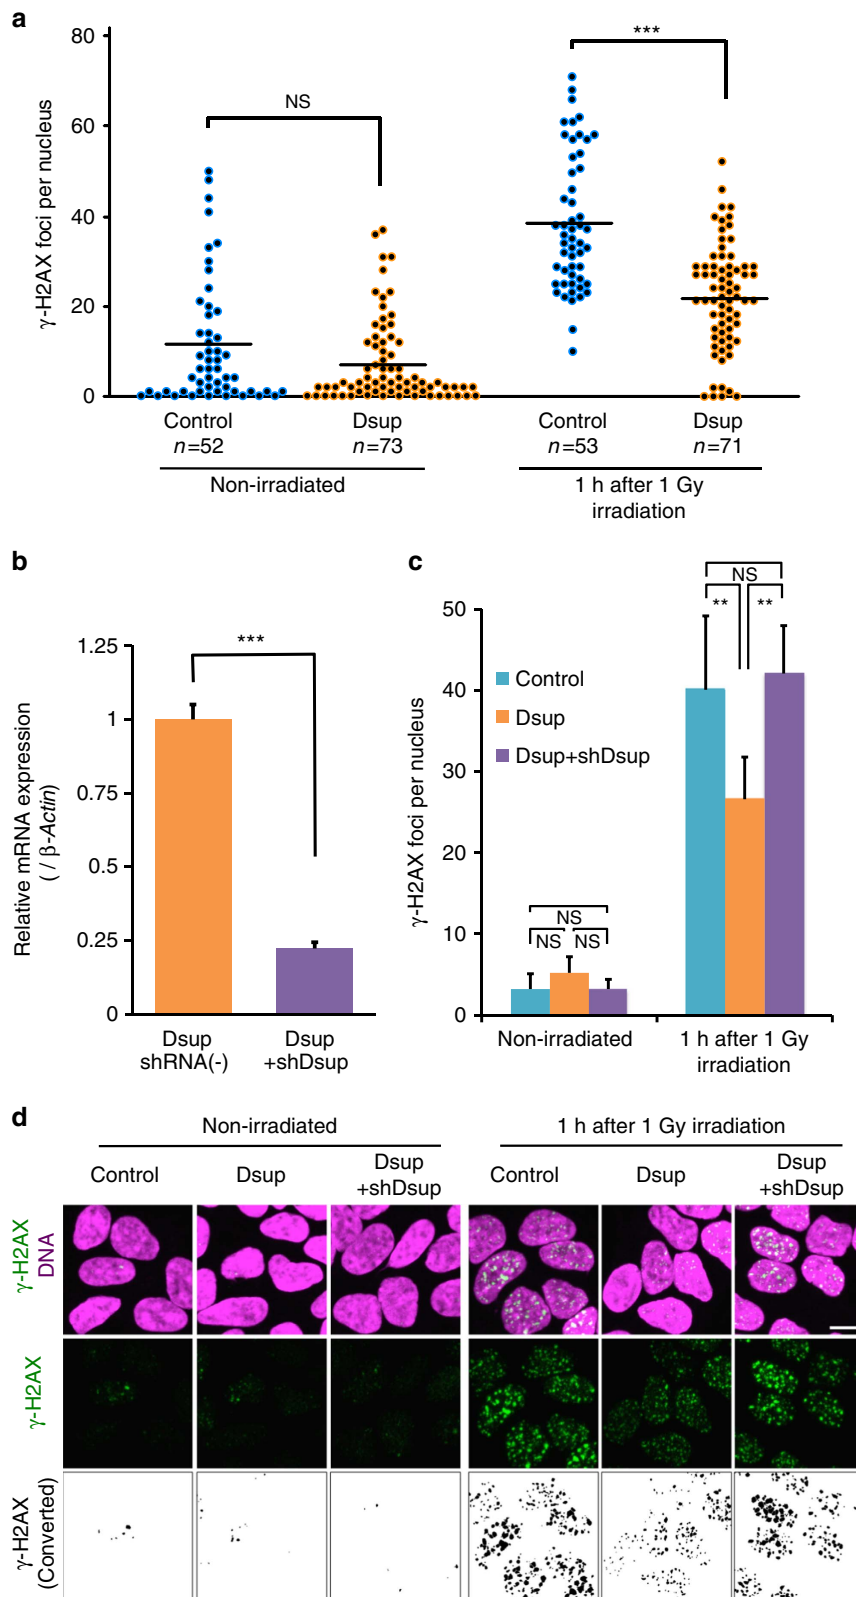 a
γ-H2AX foci per nucleus
80
60
40
20
0
NS
***
Control
n=52
Dsup
n=73
Control
n=53
Dsup
n=71
Non-irradiated
1 h after 1 Gy
irradiation
b
Relative mRNA expression
( / β-Actin)
1.25
1
0.75
0.5
0.25
0
***
Dsup
shRNA(-)
Dsup
+shDsup
c
γ-H2AX foci per nucleus
50
40
30
20
10
0
Control
Dsup
Dsup+shDsup
NS
NS
NS
NS
**
**
Non-irradiated
1 h after 1 Gy
irradiation
d
Non-irradiated
1 h after 1 Gy irradiation
Control
Dsup
Dsup
+shDsup
Control
Dsup
Dsup
+shDsup
γ-H2AX
DNA
γ-H2AX
γ-H2AX
(Converted)